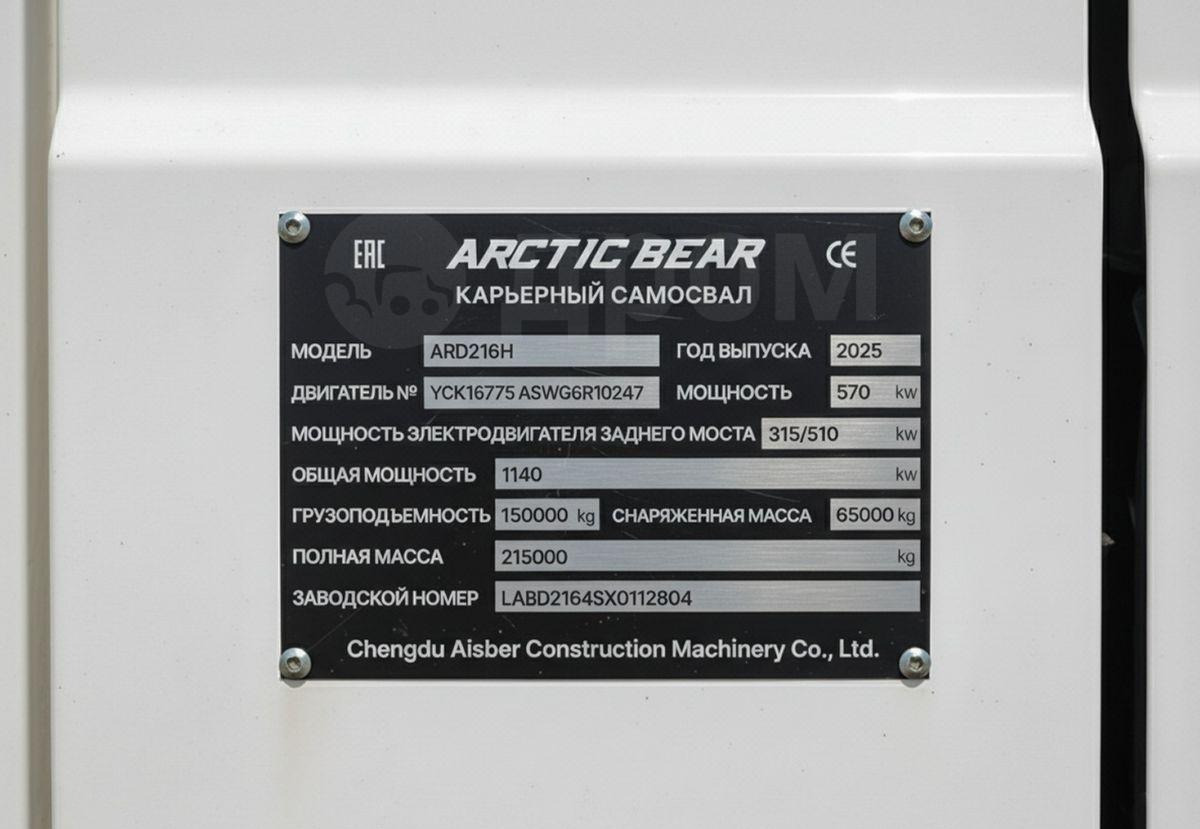 EAC ARCTIC BEAR CE
КАРЬЕРНЫЙ САМОСВАЛ
дром
МОДЕЛЬ ARD216H ГОД ВЫПУСКА 2025
ДВИГАТЕЛЬ № YCK16775 ASWG6R10247 МОЩНОСТЬ 570 kw
МОЩНОСТЬ ЭЛЕКТРОДВИГАТЕЛЯ ЗАДНЕГО МОСТА 315/510 kw
ОБЩАЯ МОЩНОСТЬ 1140 kw
ГРУЗОПОДЪЕМНОСТЬ 150000 kg СНАРЯЖЕННАЯ МАССА 65000 kg
ПОЛНАЯ МАССА 215000 kg
ЗАВОДСКОЙ НОМЕР LABD2164SX0112804
Chengdu Aisber Construction Machinery Co., Ltd.